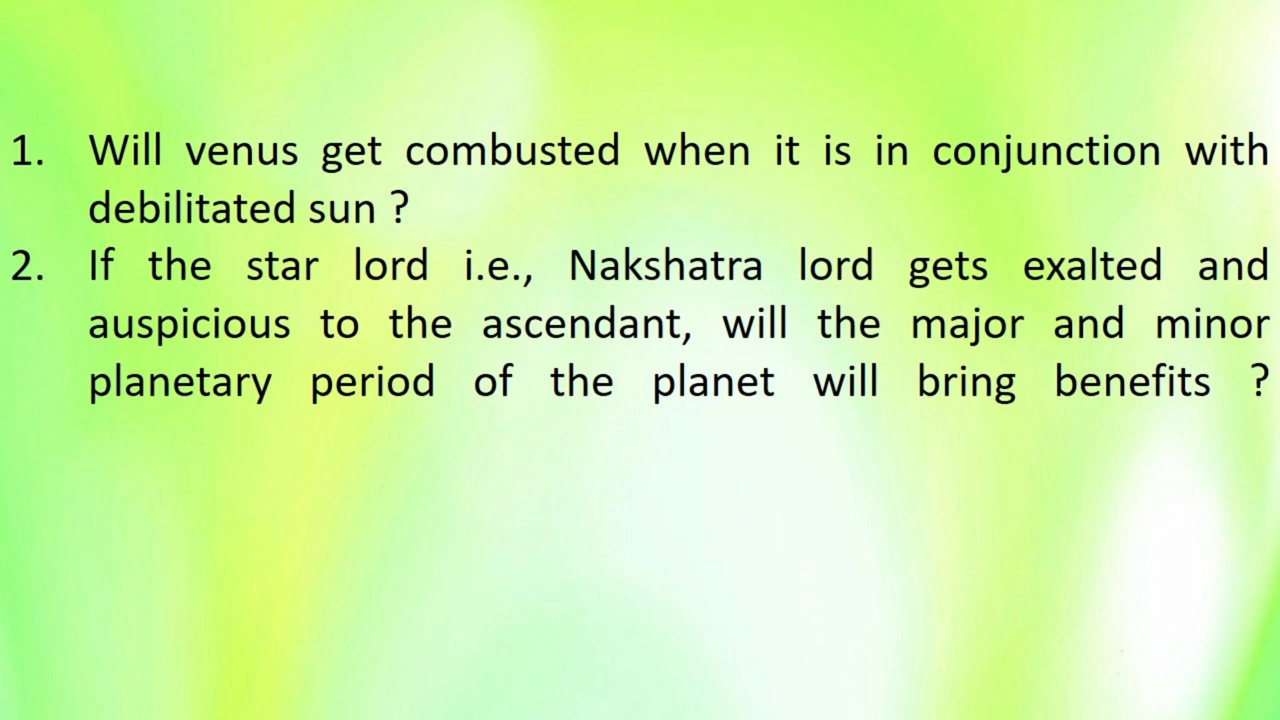 1. Will venus get combusted when it is in conjunction with
debilitated sun ?
2. If the star lord i.e., Nakshatra lord gets exalted and
auspicious to the ascendant, will the major and minor
planetary period of the planet will bring benefits ?